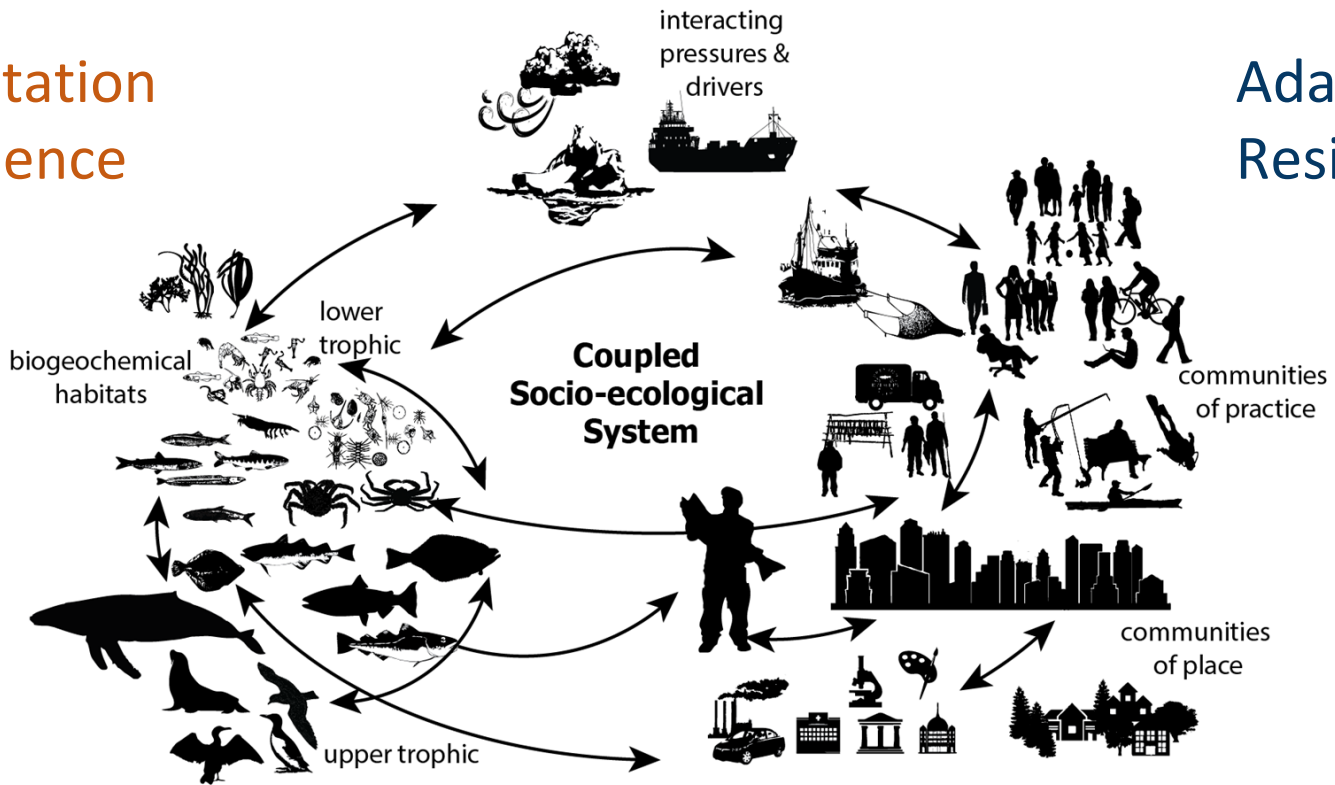 interacting
pressures &
drivers
tation
ence
Ada
Resi
lower
trophic
biogeochemical
habitats
Coupled
Socio-ecological
System
communities
of practice
communities
of place
upper trophic